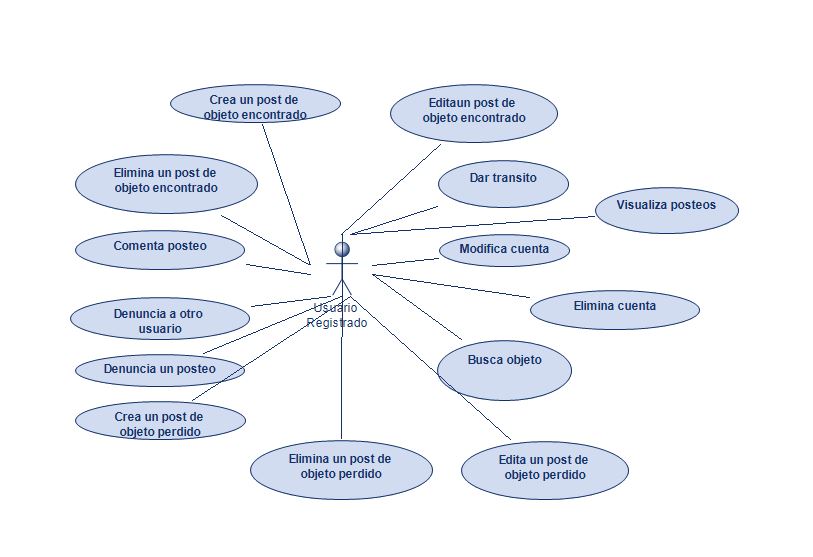 Crea un post de
objeto encontrado
Editaun post de
objeto encontrado
Elimina un post de
objeto encontrado
Dar transito
Visualiza posteos
Comenta posteo
Modifica cuenta
Denuncia a otro
usuario
Usuario
Registrado
Elimina cuenta
Denuncia un posteo
Busca objeto
Crea un post de
objeto perdido
Elimina un post de
objeto perdido
Edita un post de
objeto perdido